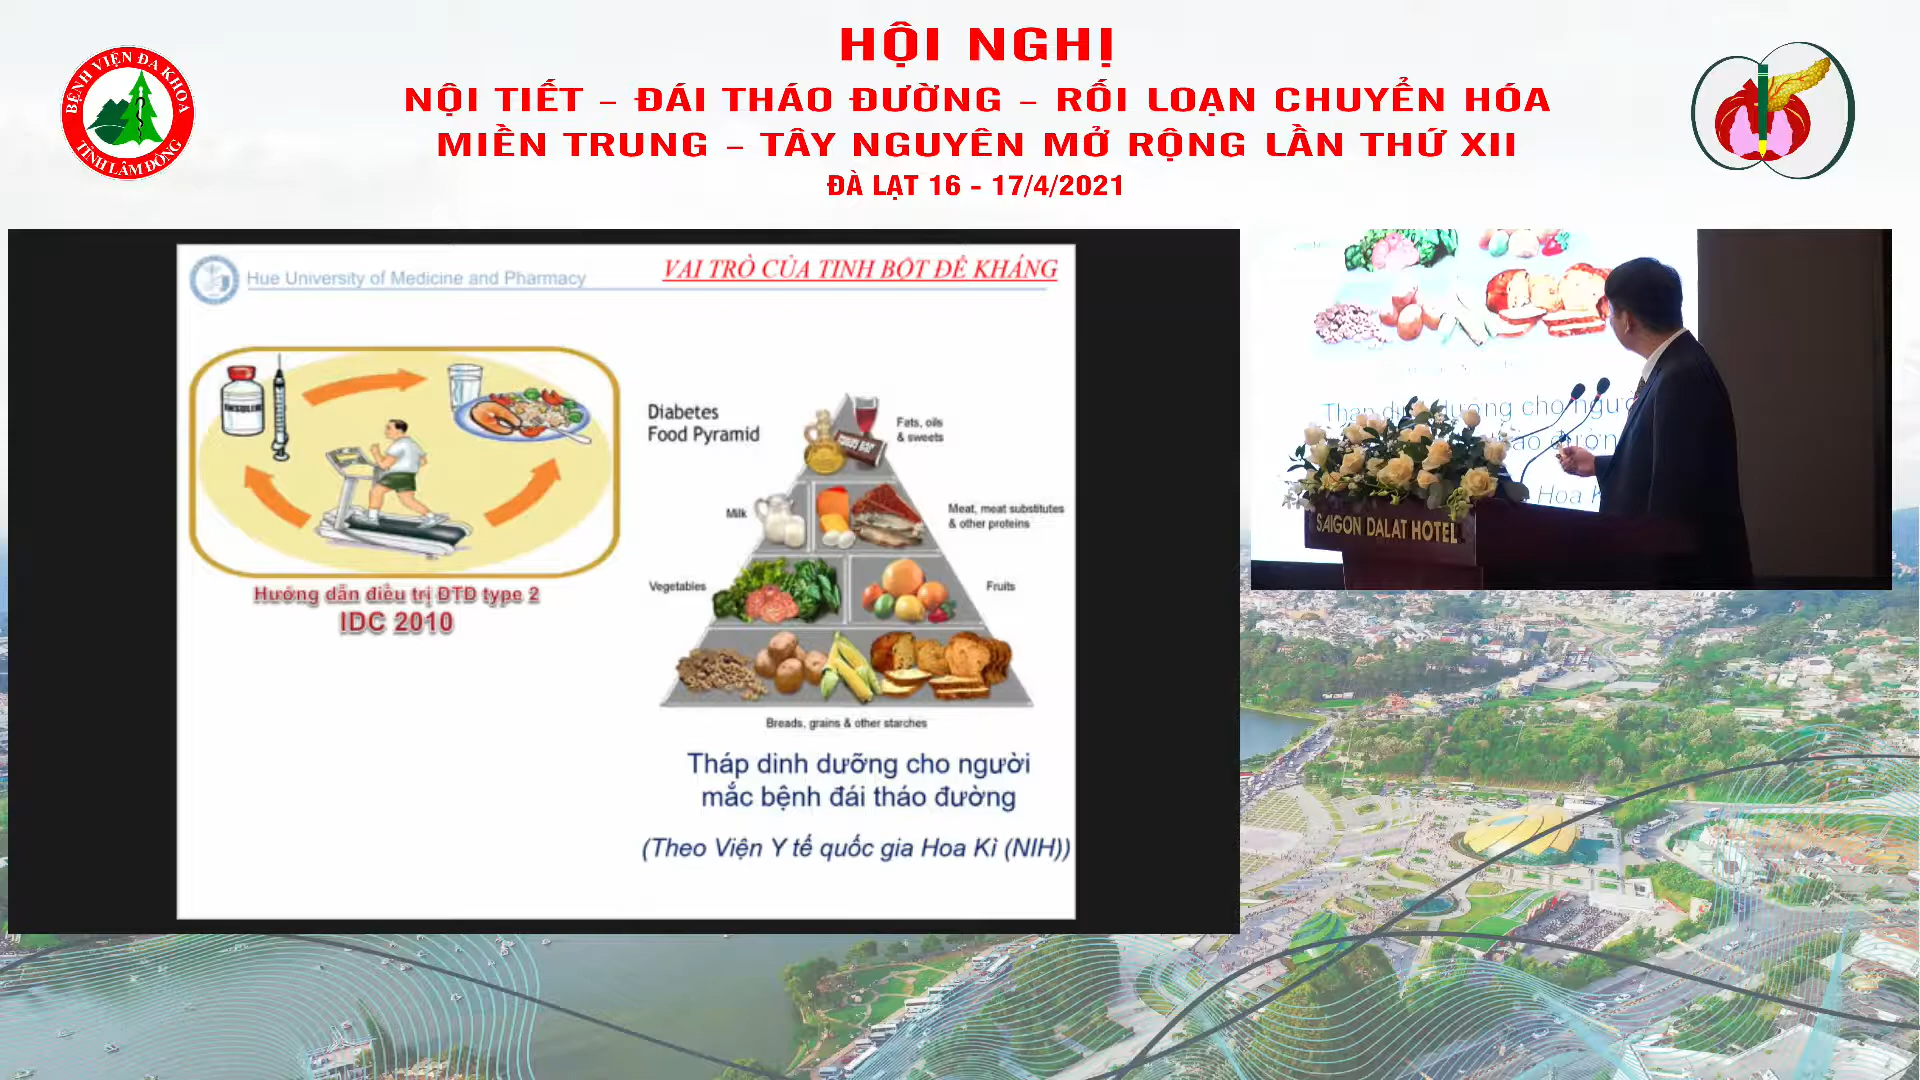 HỘI NGHỊ
NỘI TIẾT – ĐÁI THÁO ĐƯỜNG – RỐI LOẠN CHUYỂN HÓA
MIỀN TRUNG – TÂY NGUYÊN MỞ RỘNG LẦN THỨ XII
ĐÀ LẠT 16 - 17/4/2021
BỆNH VIỆN ĐA KHOA
TỈNH LÂM ĐỒNG
Hue University of Medicine and Pharmacy
VAI TRÒ CỦA TINH BỘT ĐỀ KHÁNG
INSULIN
Hướng dẫn điều trị ĐTĐ type 2
IDC 2010
Diabetes
Food Pyramid
Fats, oils
& sweets
Milk
Meat, meat substitutes
& other proteins
Vegetables
Fruits
Breads, grains & other starches
Tháp dinh dưỡng cho người
mắc bệnh đái tháo đường
(Theo Viện Y tế quốc gia Hoa Kì (NIH))
SAIGON DALAT HOTEL